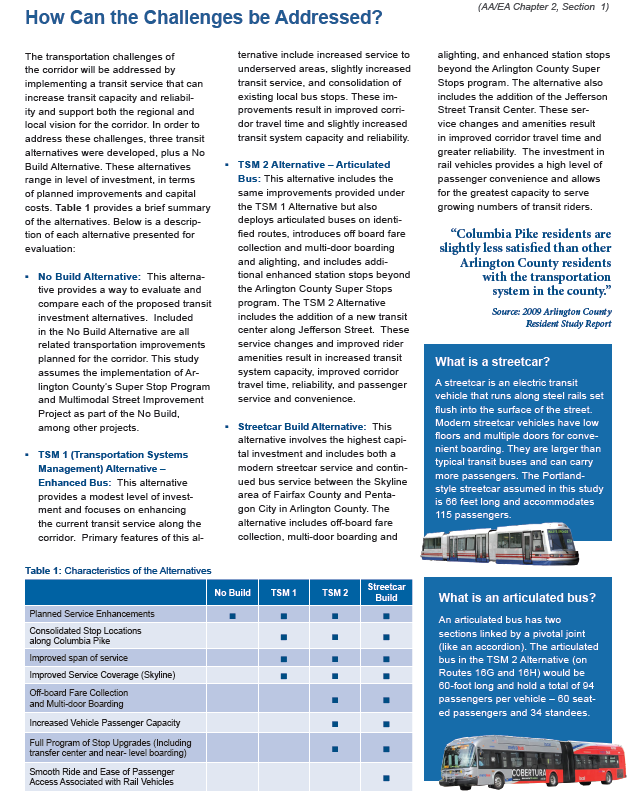 (AA/EA Chapter 2, Section  1)
How Can the Challenges be Addressed?
The transportation challenges of
the corridor will be addressed by
implementing a transit service that can
increase transit capacity and reliabil-
ity and support both the regional and
local vision for the corridor. In order to
address these challenges, three transit
alternatives were developed, plus a No
Build Alternative. These alternatives
range in level of investment, in terms
of planned improvements and capital
costs. Table 1 provides a brief summary
of the alternatives. Below is a descrip-
tion of each alternative presented for
evaluation:
▪ No Build Alternative:  This alterna-
tive provides a way to evaluate and
compare each of the proposed transit
investment alternatives.  Included
in the No Build Alternative are all
related transportation improvements
planned for the corridor. This study
assumes the implementation of Ar-
lington County's Super Stop Program
and Multimodal Street Improvement
Project as part of the No Build,
among other projects.
▪ TSM 1 (Transportation Systems
Management) Alternative –
Enhanced Bus:  This alternative
provides a modest level of invest-
ment and focuses on enhancing
the current transit service along the
corridor.  Primary features of this al-
ternative include increased service to
underserved areas, slightly increased
transit service, and consolidation of
existing local bus stops. These im-
provements result in improved corri-
dor travel time and slightly increased
transit system capacity and reliability.
▪ TSM 2 Alternative – Articulated
Bus: This alternative includes the
same improvements provided under
the TSM 1 Alternative but also
deploys articulated buses on identi-
fied routes, introduces off board fare
collection and multi-door boarding
and alighting, and includes addi-
tional enhanced station stops beyond
the Arlington County Super Stops
program. The TSM 2 Alternative
includes the addition of a new transit
center along Jefferson Street.  These
service changes and improved rider
amenities result in increased transit
system capacity, improved corridor
travel time, reliability, and passenger
service and convenience.
▪ Streetcar Build Alternative:  This
alternative involves the highest capi-
tal investment and includes both a
modern streetcar service and contin-
ued bus service between the Skyline
area of Fairfax County and Penta-
gon City in Arlington County. The
alternative includes off-board fare
collection, multi-door boarding and
alighting, and enhanced station stops
beyond the Arlington County Super
Stops program. The alternative also
includes the addition of the Jefferson
Street Transit Center. These ser-
vice changes and amenities result
in improved corridor travel time and
greater reliability.  The investment in
rail vehicles provides a high level of
passenger convenience and allows
for the greatest capacity to serve
growing numbers of transit riders.
“Columbia Pike residents are
slightly less satisfied than other
Arlington County residents
with the transportation
system in the county.”
Source: 2009 Arlington County
Resident Study Report
What is a streetcar?
A streetcar is an electric transit
vehicle that runs along steel rails set
flush into the surface of the street.
Modern streetcar vehicles have low
floors and multiple doors for conve-
nient boarding. They are larger than
typical transit buses and can carry
more passengers. The Portland-
style streetcar assumed in this study
is 66 feet long and accommodates
115 passengers.
Table 1: Characteristics of the Alternatives
No Build TSM 1 TSM 2 Streetcar
Build
Planned Service Enhancements ■ ■ ■ ■
Consolidated Stop Locations
along Columbia Pike ■ ■ ■
Improved span of service ■ ■ ■
Improved Service Coverage (Skyline) ■ ■ ■
Off-board Fare Collection
and Multi-door Boarding ■ ■
Increased Vehicle Passenger Capacity ■ ■
Full Program of Stop Upgrades (Including
transfer center and near- level boarding) ■ ■
Smooth Ride and Ease of Passenger
Access Associated with Rail Vehicles ■
What is an articulated bus?
An articulated bus has two
sections linked by a pivotal joint
(like an accordion). The articulated
bus in the TSM 2 Alternative (on
Routes 16G and 16H) would be
60-foot long and hold a total of 94
passengers per vehicle – 60 seat-
ed passengers and 34 standees.
COBERTURA